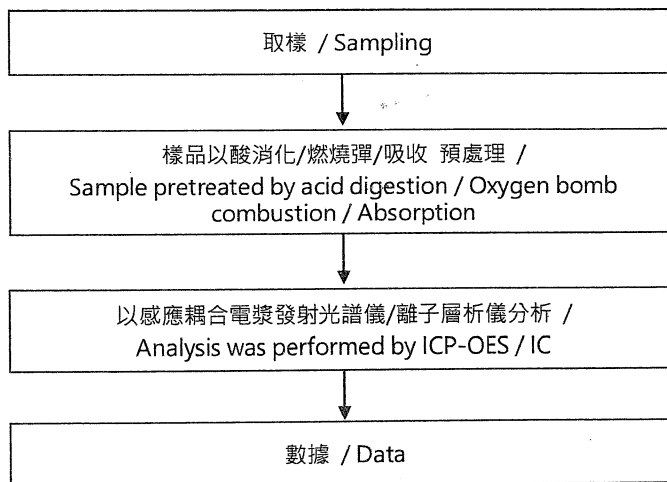 取樣 / Sampling
樣品以酸消化/燃燒彈/吸收 預處理 /
Sample pretreated by acid digestion / Oxygen bomb
combustion / Absorption
以感應耦合電漿發射光譜儀/離子層析儀分析 /
Analysis was performed by ICP-OES / IC
數據 / Data